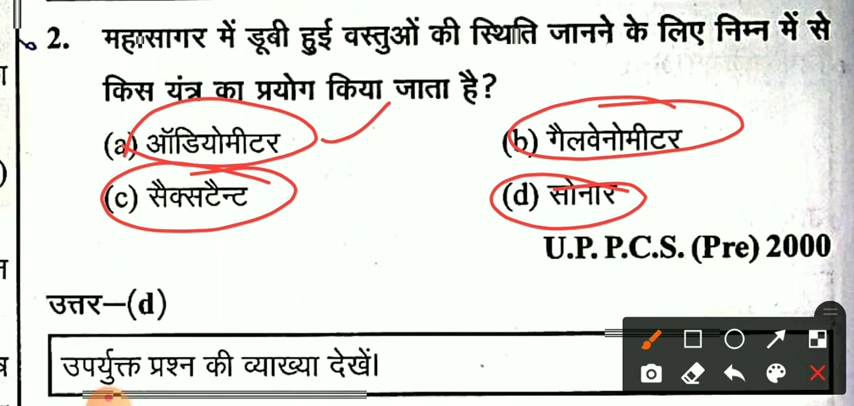 2. महासागर में डूबी हुई वस्तुओं की स्थिति जानने के लिए निम्न में से
किस यंत्र का प्रयोग किया जाता है?
(a) ऑडियोमीटर (b) गैलवेनोमीटर
(c) सैक्सटैन्ट (d) सोनार
U.P. P.C.S. (Pre) 2000
उत्तर–(d)
उपर्युक्त प्रश्न की व्याख्या देखें।